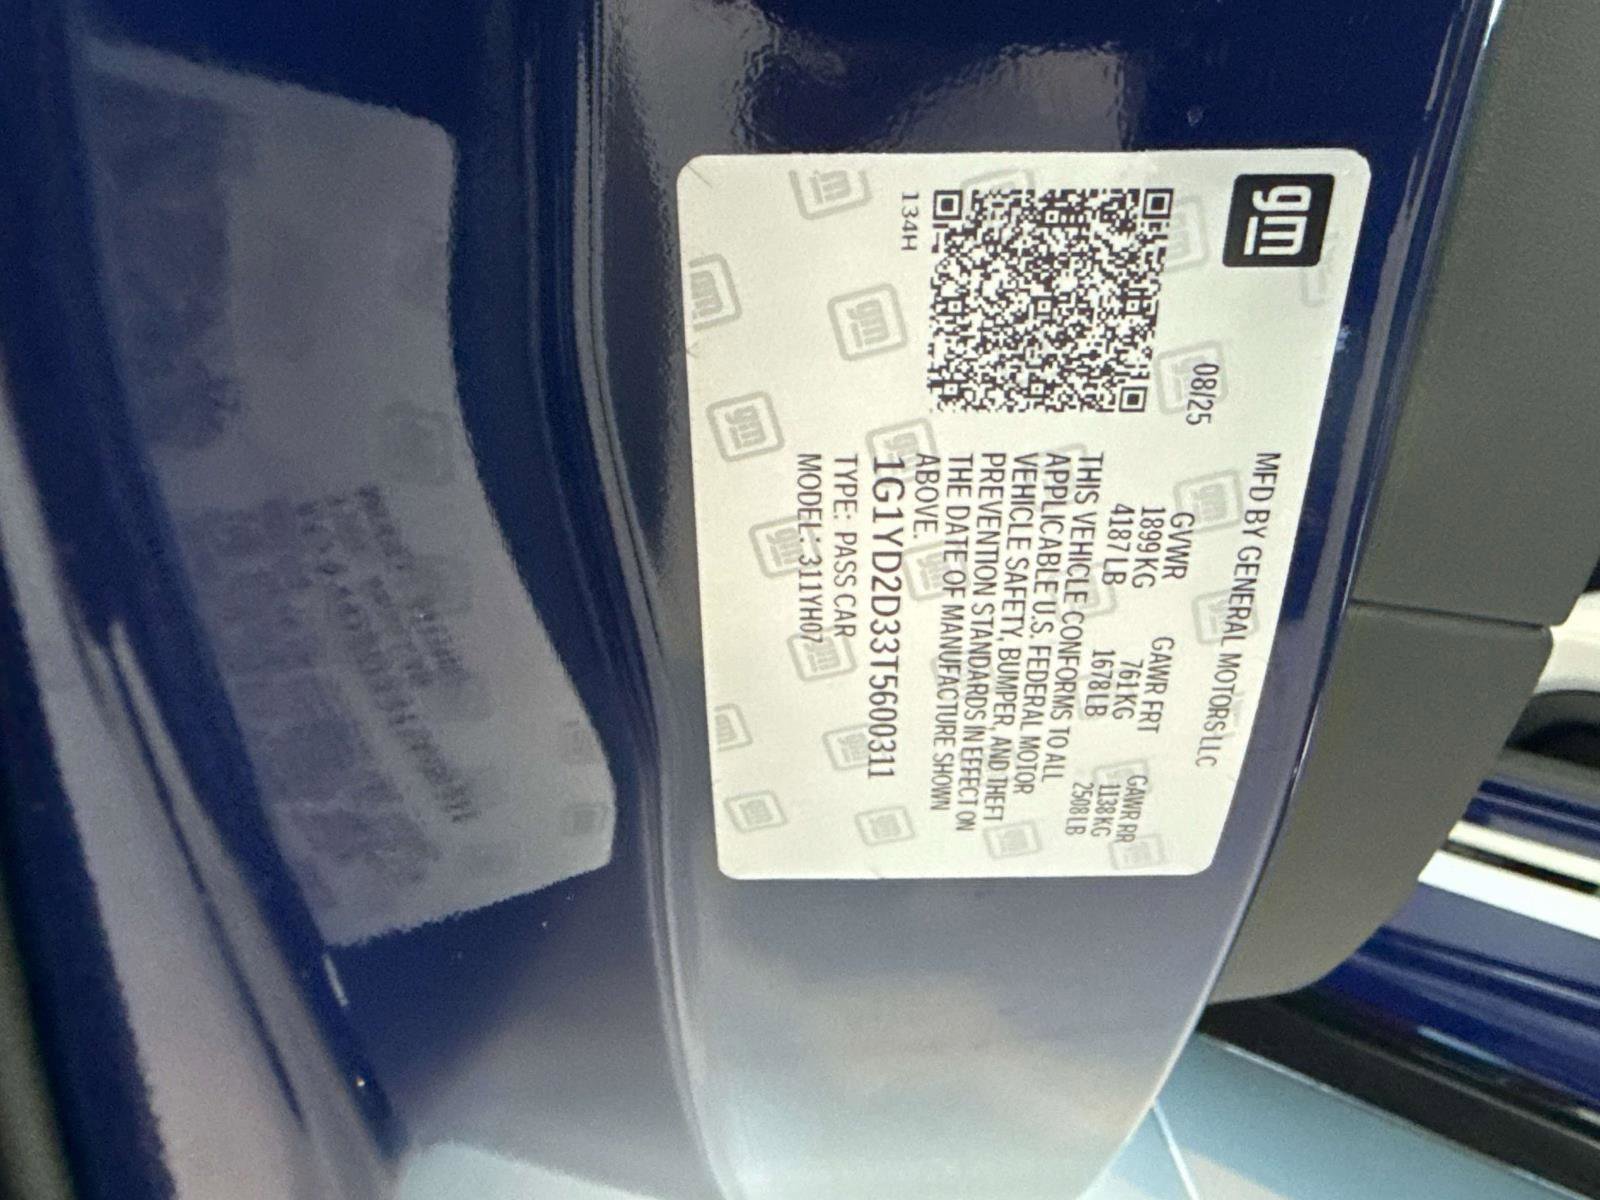 gm
MFD BY GENERAL MOTORS LLC
08/25
GVWR GAWR FRT GAWR RR
1899 KG 761 KG 1138 KG
4187 LB 1678 LB 2508 LB
THIS VEHICLE CONFORMS TO ALL
APPLICABLE U.S. FEDERAL MOTOR
VEHICLE SAFETY, BUMPER, AND THEFT
PREVENTION STANDARDS IN EFFECT ON
THE DATE OF MANUFACTURE SHOWN
ABOVE.
134H
1G1YD2D33T5600311
TYPE: PASS CAR
MODEL: 311YH07